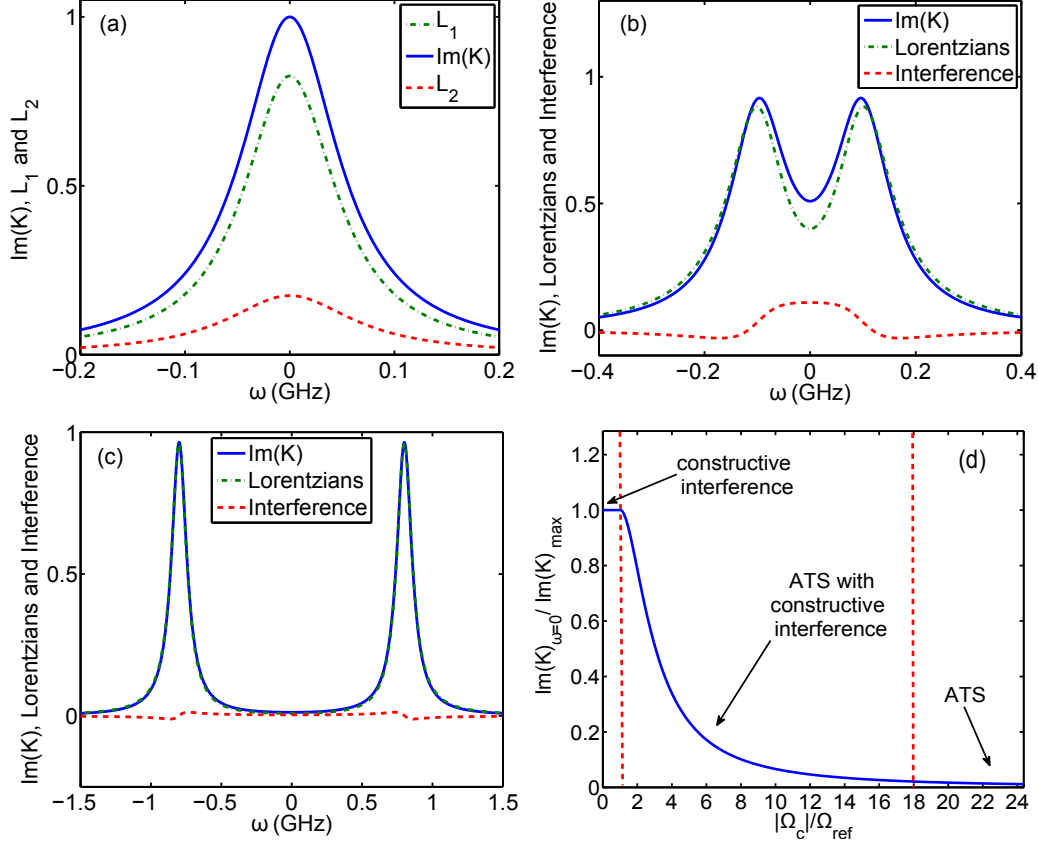 (a)
L1
Im(K)
L2
Im(K), L1 and L2
1
0.5
0
−0.2
−0.1
0
0.1
0.2
ω (GHz)
(b)
Im(K)
Lorentzians
Interference
Im(K), Lorentzians and Interference
1
0.5
0
−0.4
−0.2
0
0.2
0.4
ω (GHz)
(c)
Im(K)
Lorentzians
Interference
Im(K), Lorentzians and Interference
1
0.5
0
−1.5
−1
−0.5
0
0.5
1
1.5
ω (GHz)
(d)
constructive
interference
ATS with
constructive
interference
ATS
Im(K)ω=0/ Im(K) max
1.2
1.0
0.8
0.6
0.4
0.2
0
0 2 4 6 8 10 12 14 16 18 20 22 24
|Ωc|/Ωref